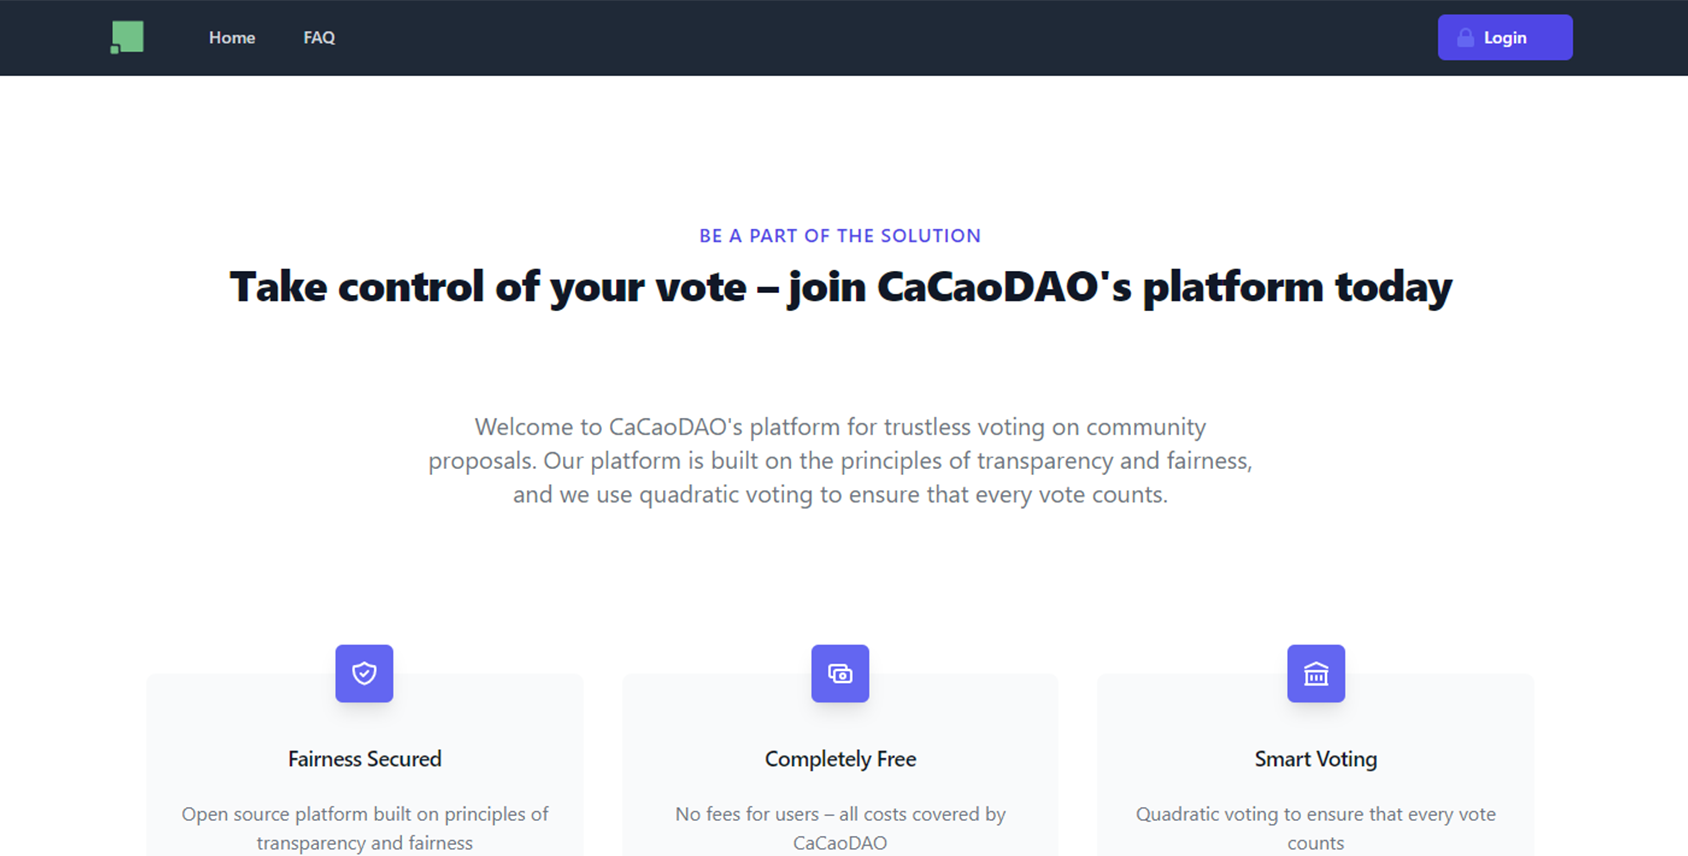 Home
FAQ
Login
BE A PART OF THE SOLUTION
Take control of your vote – join CaCaoDAO's platform today
Welcome to CaCaoDAO's platform for trustless voting on community
proposals. Our platform is built on the principles of transparency and fairness,
and we use quadratic voting to ensure that every vote counts.
Fairness Secured
Open source platform built on principles of
transparency and fairness
Completely Free
No fees for users – all costs covered by
CaCaoDAO
Smart Voting
Quadratic voting to ensure that every vote
counts